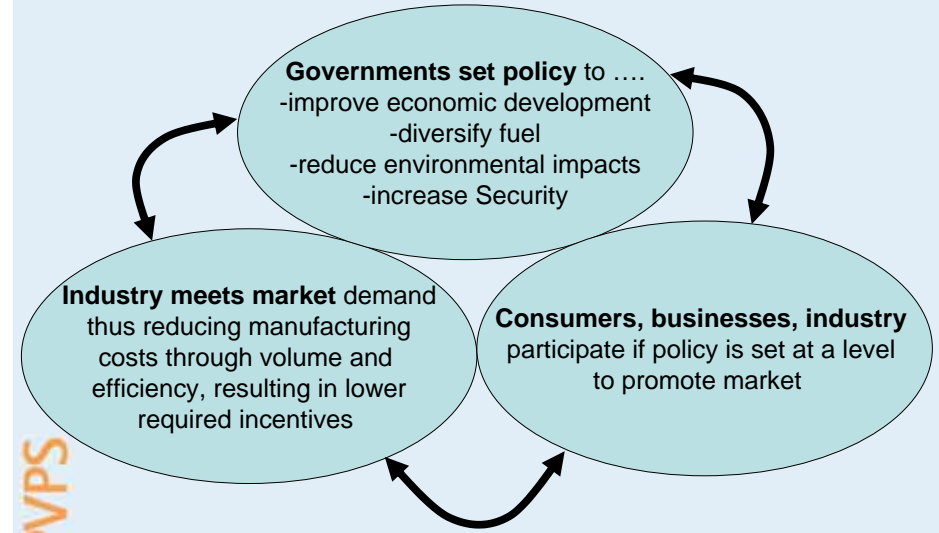 Governments set policy to ….
-improve economic development
-diversify fuel
-reduce environmental impacts
-increase Security
Industry meets market demand
thus reducing manufacturing
costs through volume and
efficiency, resulting in lower
required incentives
Consumers, businesses, industry
participate if policy is set at a level
to promote market